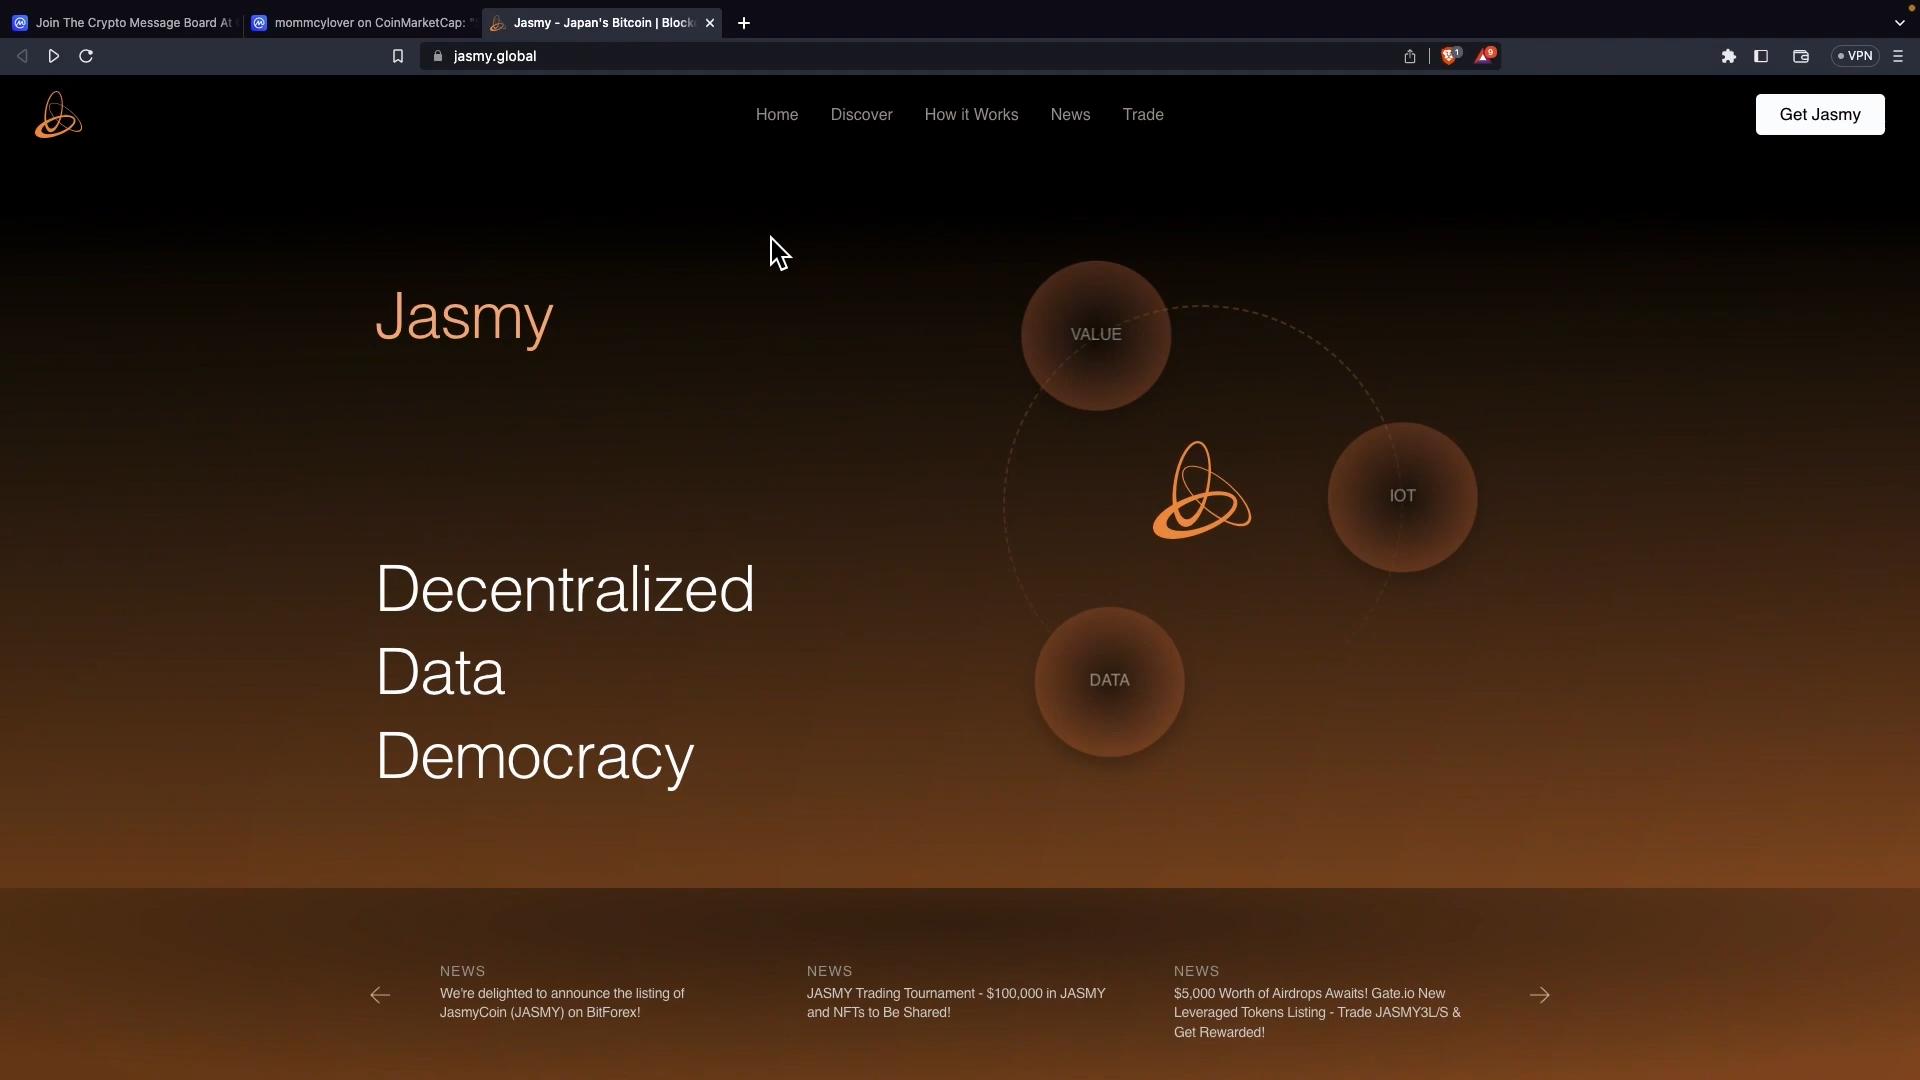 Join The Crypto Message Board At
mommcylover on CoinMarketCap: "
Jasmy - Japan's Bitcoin | Block
jasmy.global
1
9
VPN
Home
Discover
How it Works
News
Trade
Get Jasmy
Jasmy
VALUE
IOT
DATA
Decentralized
Data
Democracy
NEWS
We're delighted to announce the listing of
JasmyCoin (JASMY) on BitForex!
NEWS
JASMY Trading Tournament - $100,000 in JASMY
and NFTs to Be Shared!
NEWS
$5,000 Worth of Airdrops Awaits! Gate.io New
Leveraged Tokens Listing - Trade JASMY3L/S &
Get Rewarded!